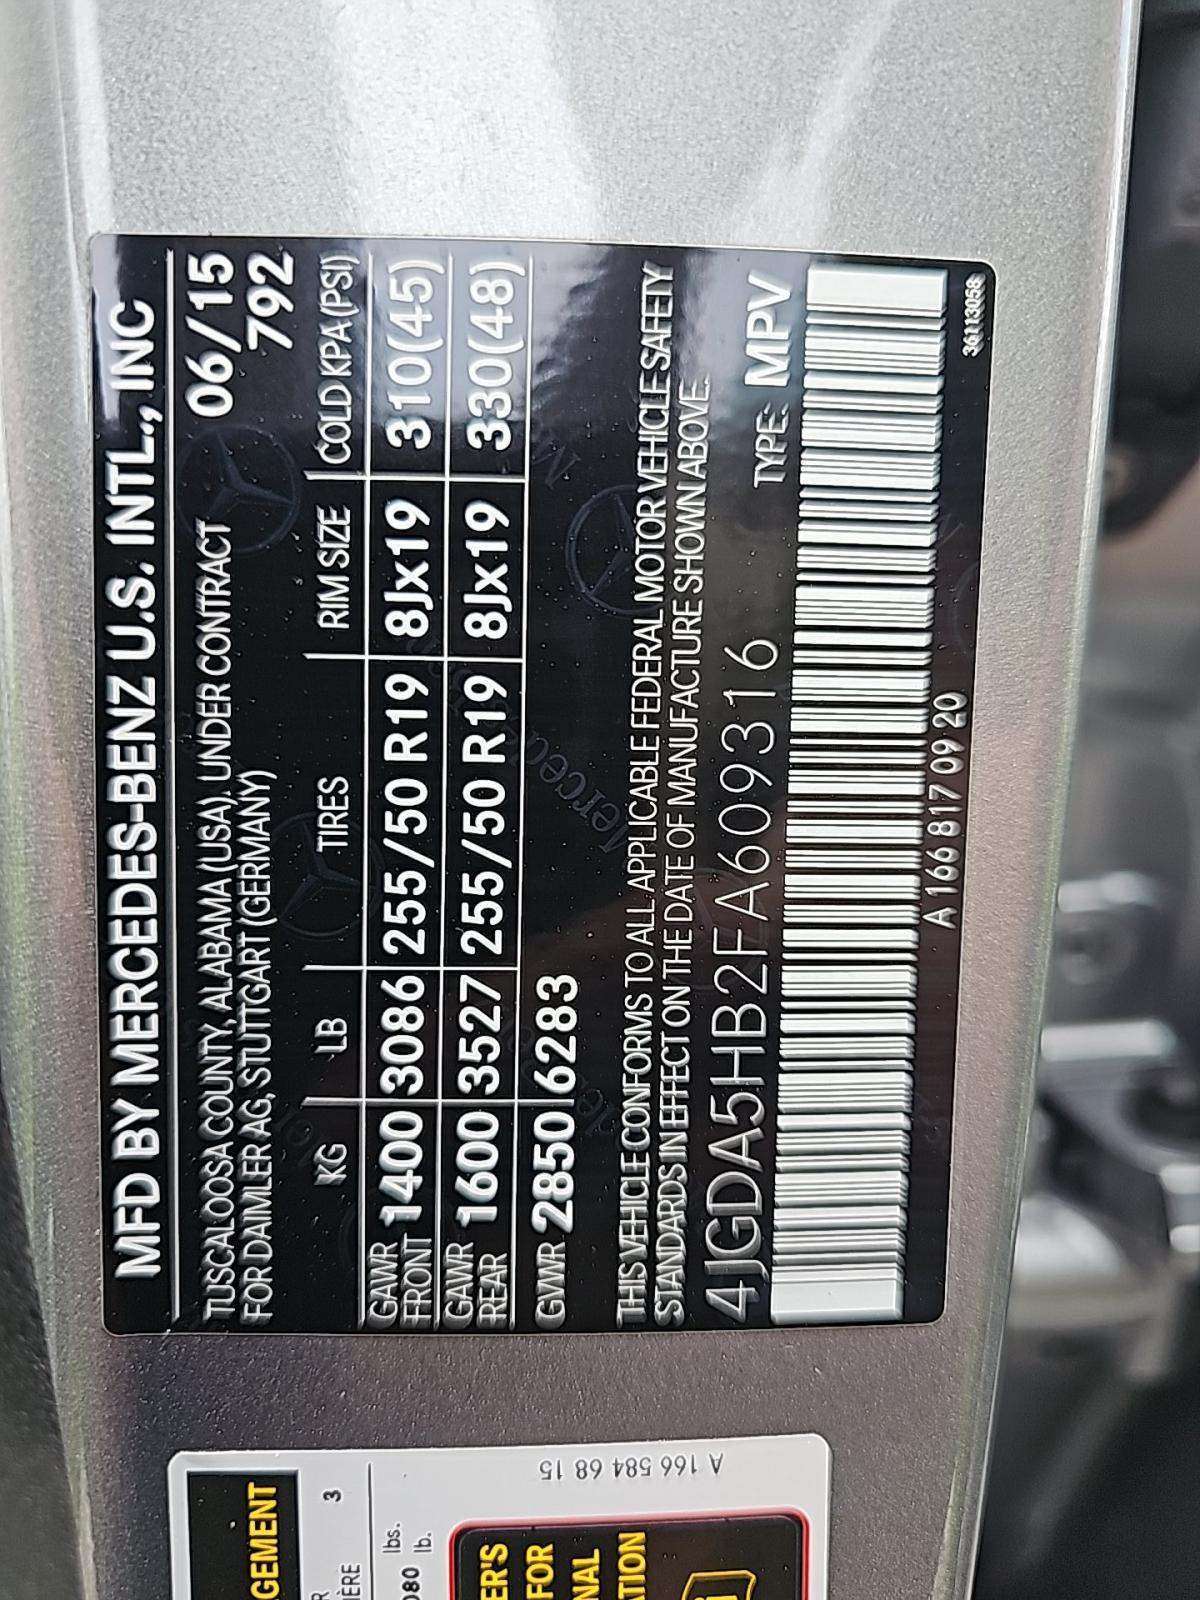 MFD BY MERCEDES-BENZ U.S. INTL., INC
TUSCALOOSA COUNTY, ALABAMA (USA), UNDER CONTRACT 06/15
FOR DAIMLER AG, STUTTGART (GERMANY) 792
KG LB TIRES RIM SIZE COLD KPA (PSI)
GAWR FRONT 1400 3086 255/50 R19 8Jx19 310(45)
GAWR REAR 1600 3527 255/50 R19 8Jx19 330(48)
GVWR 2850 6283
THIS VEHICLE CONFORMS TO ALL APPLICABLE FEDERAL MOTOR VEHICLE SAFETY
STANDARDS IN EFFECT ON THE DATE OF MANUFACTURE SHOWN ABOVE.
4JGDA5HB2FA609316 TYPE: MPV
A 166 817 09 20
36113058
GEMENT
3
lbs.
lb.
A 166 584 68 15
ER'S
FOR
NAL
ATION